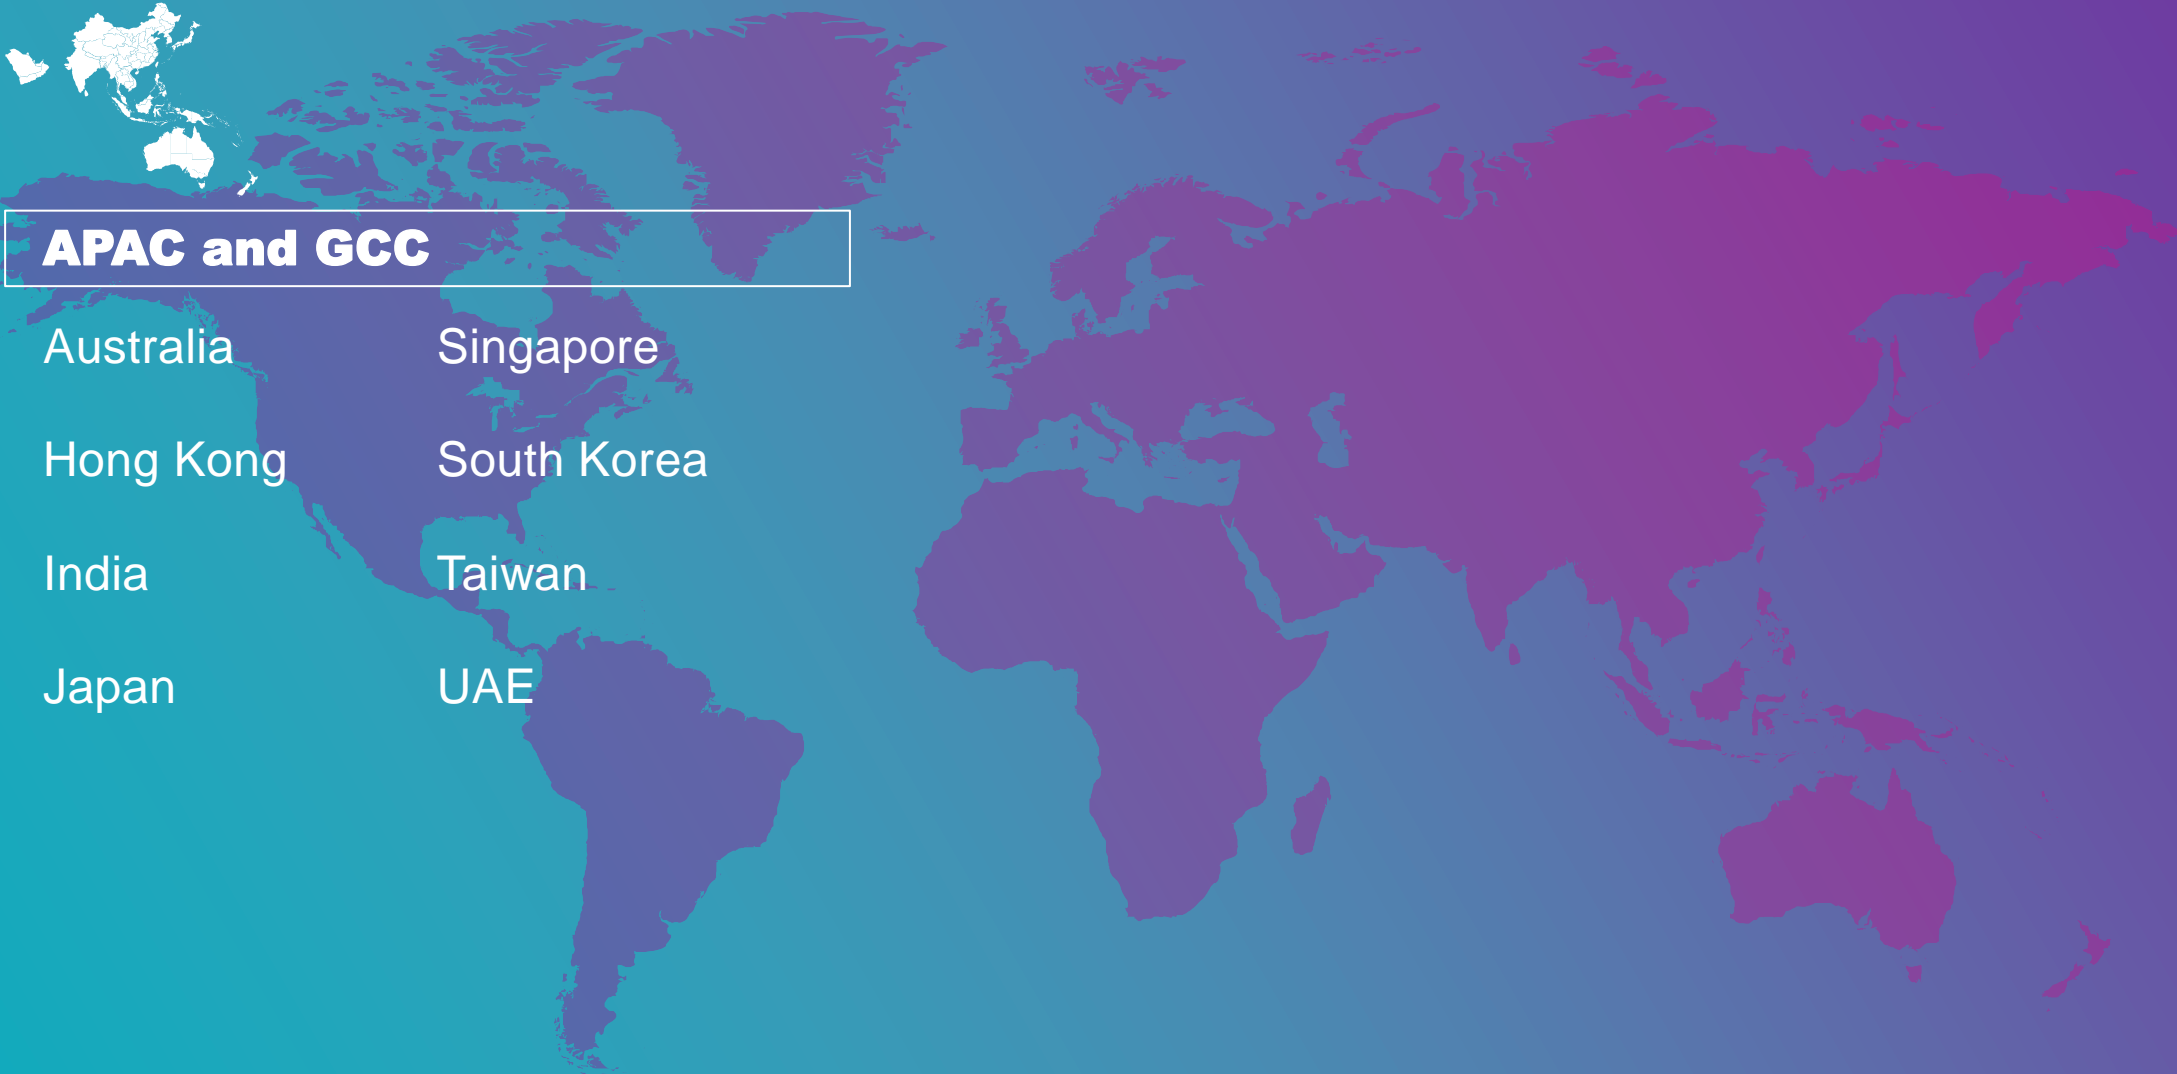 APAC and GCC
Australia
Hong Kong
India
Japan
Singapore
South Korea
Taiwan
UAE